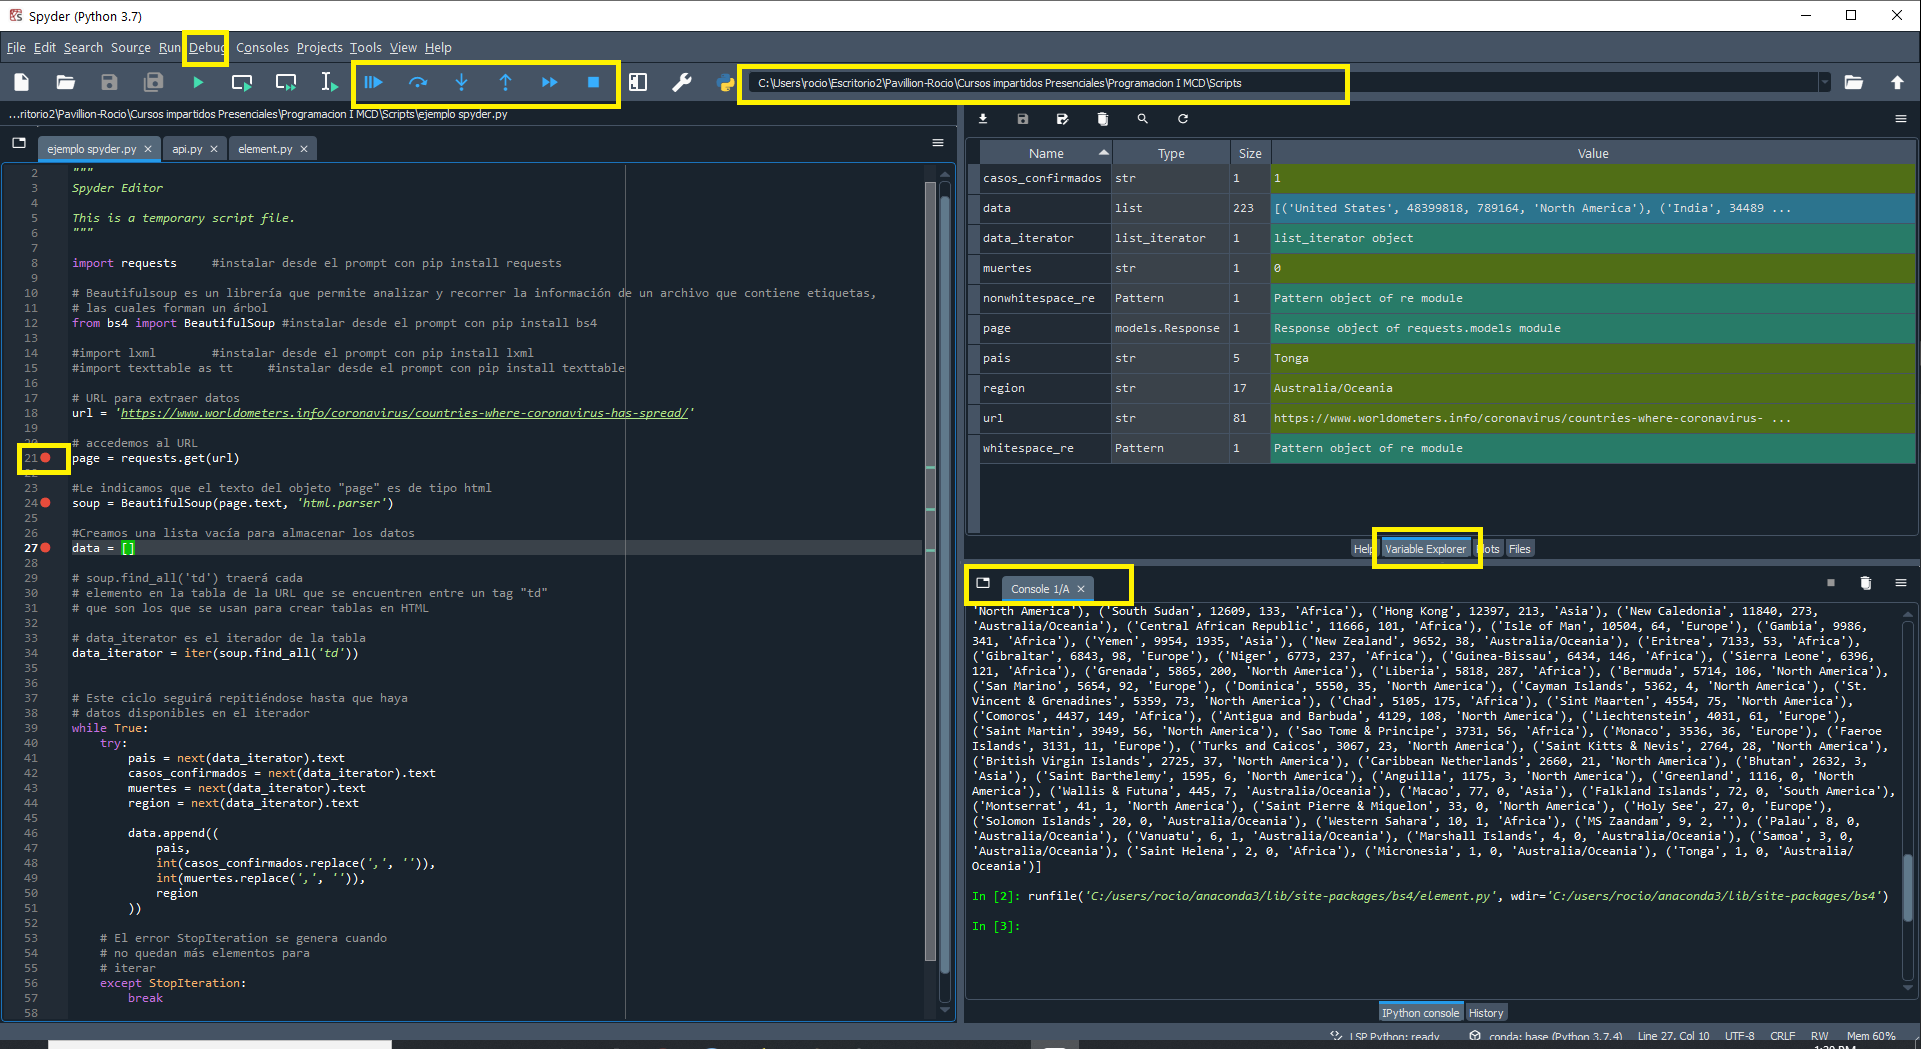 Spyder (Python 3.7)
File Edit Search Source Run Debug Consoles Projects Tools View Help
C:\Users\rocio\Escritorio2\Pavillion-Rocio\Cursos impartidos Presenciales\Programacion I MCD\Scripts
...ritorio2\Pavillion-Rocio\Cursos impartidos Presenciales\Programacion I MCD\Scripts\ejemplo spyder.py
ejemplo spyder.py api.py element.py
2 """
3 Spyder Editor
4
5 This is a temporary script file.
6 """
7
8 import requests     #instalar desde el prompt con pip install requests
9
10 # Beautifulsoup es un librería que permite analizar y recorrer la información de un archivo que contiene etiquetas,
11 # las cuales forman un árbol
12 from bs4 import BeautifulSoup #instalar desde el prompt con pip install bs4
13
14 #import lxml        #instalar desde el prompt con pip install lxml
15 #import texttable as tt     #instalar desde el prompt con pip install texttable
16
17 # URL para extraer datos
18 url = 'https://www.worldometers.info/coronavirus/countries-where-coronavirus-has-spread/'
19
20 # accedemos al URL
21 page = requests.get(url)
23 #Le indicamos que el texto del objeto "page" es de tipo html
24 soup = BeautifulSoup(page.text, 'html.parser')
25
26 #Creamos una lista vacía para almacenar los datos
27 data = []
28
29 # soup.find_all('td') traerá cada
30 # elemento en la tabla de la URL que se encuentren entre un tag "td"
31 # que son los que se usan para crear tablas en HTML
32
33 # data_iterator es el iterador de la tabla
34 data_iterator = iter(soup.find_all('td'))
35
36
37 # Este ciclo seguirá repitiéndose hasta que haya
38 # datos disponibles en el iterador
39 while True:
40     try:
41         pais = next(data_iterator).text
42         casos_confirmados = next(data_iterator).text
43         muertes = next(data_iterator).text
44         region = next(data_iterator).text
45
46         data.append((
47             pais,
48             int(casos_confirmados.replace(',', '')),
49             int(muertes.replace(',', '')),
50             region
51         ))
52
53     # El error StopIteration se genera cuando
54     # no quedan más elementos para
55     # iterar
56     except StopIteration:
57         break
58
Name Type Size Value
casos_confirmados str 1 1
data list 223 [('United States', 48399818, 789164, 'North America'), ('India', 34489 ...
data_iterator list_iterator 1 list_iterator object
muertes str 1 0
nonwhitespace_re Pattern 1 Pattern object of re module
page models.Response 1 Response object of requests.models module
pais str 5 Tonga
region str 17 Australia/Oceania
url str 81 https://www.worldometers.info/coronavirus/countries-where-coronavirus- ...
whitespace_re Pattern 1 Pattern object of re module
Help Variable Explorer Plots Files
Console 1/A
'North America'), ('South Sudan', 12609, 133, 'Africa'), ('Hong Kong', 12397, 213, 'Asia'), ('New Caledonia', 11840, 273,
'Australia/Oceania'), ('Central African Republic', 11666, 101, 'Africa'), ('Isle of Man', 10504, 64, 'Europe'), ('Gambia', 9986,
341, 'Africa'), ('Yemen', 9954, 1935, 'Asia'), ('New Zealand', 9652, 38, 'Australia/Oceania'), ('Eritrea', 7133, 53, 'Africa'),
('Gibraltar', 6843, 98, 'Europe'), ('Niger', 6773, 237, 'Africa'), ('Guinea-Bissau', 6434, 146, 'Africa'), ('Sierra Leone', 6396,
121, 'Africa'), ('Grenada', 5865, 200, 'North America'), ('Liberia', 5818, 287, 'Africa'), ('Bermuda', 5714, 106, 'North America'),
('San Marino', 5654, 92, 'Europe'), ('Dominica', 5550, 35, 'North America'), ('Cayman Islands', 5362, 4, 'North America'), ('St.
Vincent & Grenadines', 5359, 73, 'North America'), ('Chad', 5105, 175, 'Africa'), ('Sint Maarten', 4554, 75, 'North America'),
('Comoros', 4437, 149, 'Africa'), ('Antigua and Barbuda', 4129, 108, 'North America'), ('Liechtenstein', 4031, 61, 'Europe'),
('Saint Martin', 3949, 56, 'North America'), ('Sao Tome & Principe', 3731, 56, 'Africa'), ('Monaco', 3536, 36, 'Europe'), ('Faeroe
Islands', 3131, 11, 'Europe'), ('Turks and Caicos', 3067, 23, 'North America'), ('Saint Kitts & Nevis', 2764, 28, 'North America'),
('British Virgin Islands', 2725, 37, 'North America'), ('Caribbean Netherlands', 2660, 21, 'North America'), ('Bhutan', 2632, 3,
'Asia'), ('Saint Barthelemy', 1595, 6, 'North America'), ('Anguilla', 1175, 3, 'North America'), ('Greenland', 1116, 0, 'North
America'), ('Wallis & Futuna', 445, 7, 'Australia/Oceania'), ('Macao', 77, 0, 'Asia'), ('Falkland Islands', 72, 0, 'South America'),
('Montserrat', 41, 1, 'North America'), ('Saint Pierre & Miquelon', 33, 0, 'North America'), ('Holy See', 27, 0, 'Europe'),
('Solomon Islands', 20, 0, 'Australia/Oceania'), ('Western Sahara', 10, 1, 'Africa'), ('MS Zaandam', 9, 2, ''), ('Palau', 8, 0,
'Australia/Oceania'), ('Vanuatu', 6, 1, 'Australia/Oceania'), ('Marshall Islands', 4, 0, 'Australia/Oceania'), ('Samoa', 3, 0,
'Australia/Oceania'), ('Saint Helena', 2, 0, 'Africa'), ('Micronesia', 1, 0, 'Australia/Oceania'), ('Tonga', 1, 0, 'Australia/
Oceania')]
In [2]: runfile('C:/users/rocio/anaconda3/lib/site-packages/bs4/element.py', wdir='C:/users/rocio/anaconda3/lib/site-packages/bs4')
In [3]:
IPython console History
LSP Python: ready conda: base (Python 3.7.4) Line 27, Col 10 UTF-8 CRLF RW Mem 60%